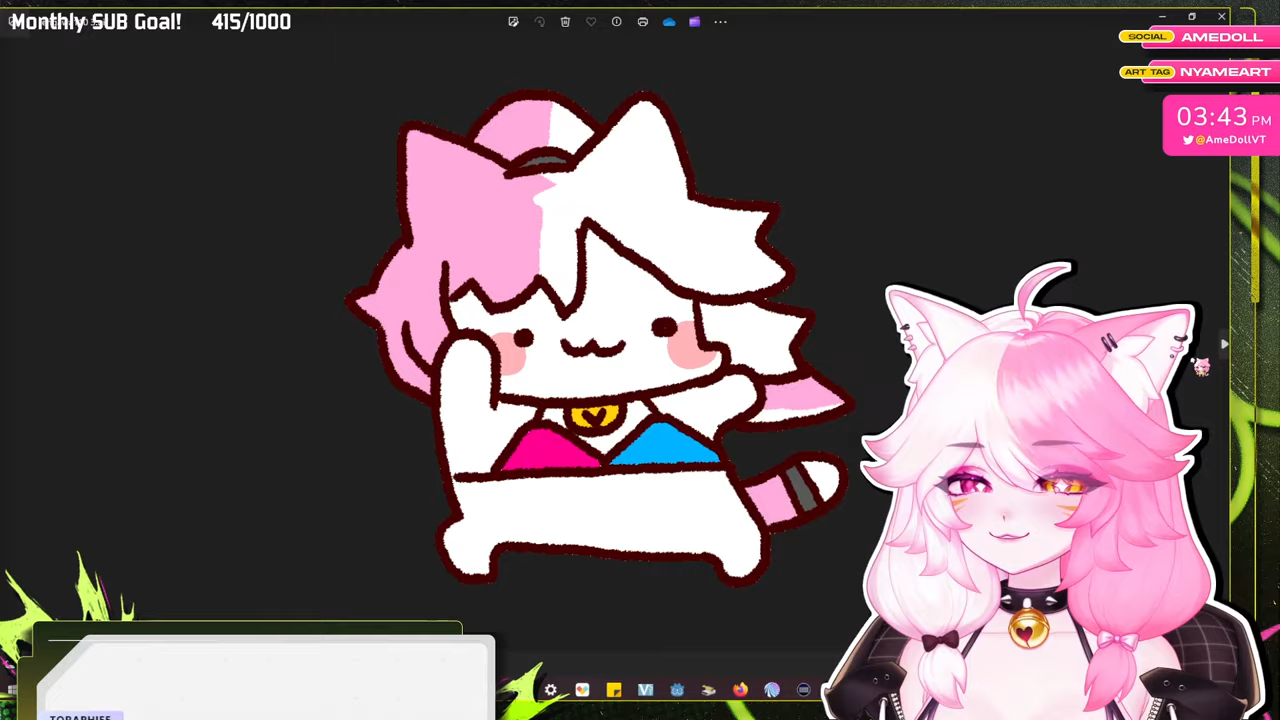 Monthly SUB Goal! 415/1000
SOCIAL AMEDOLL
ART TAG NYAMEART
03:43 PM
@AmeDollVT